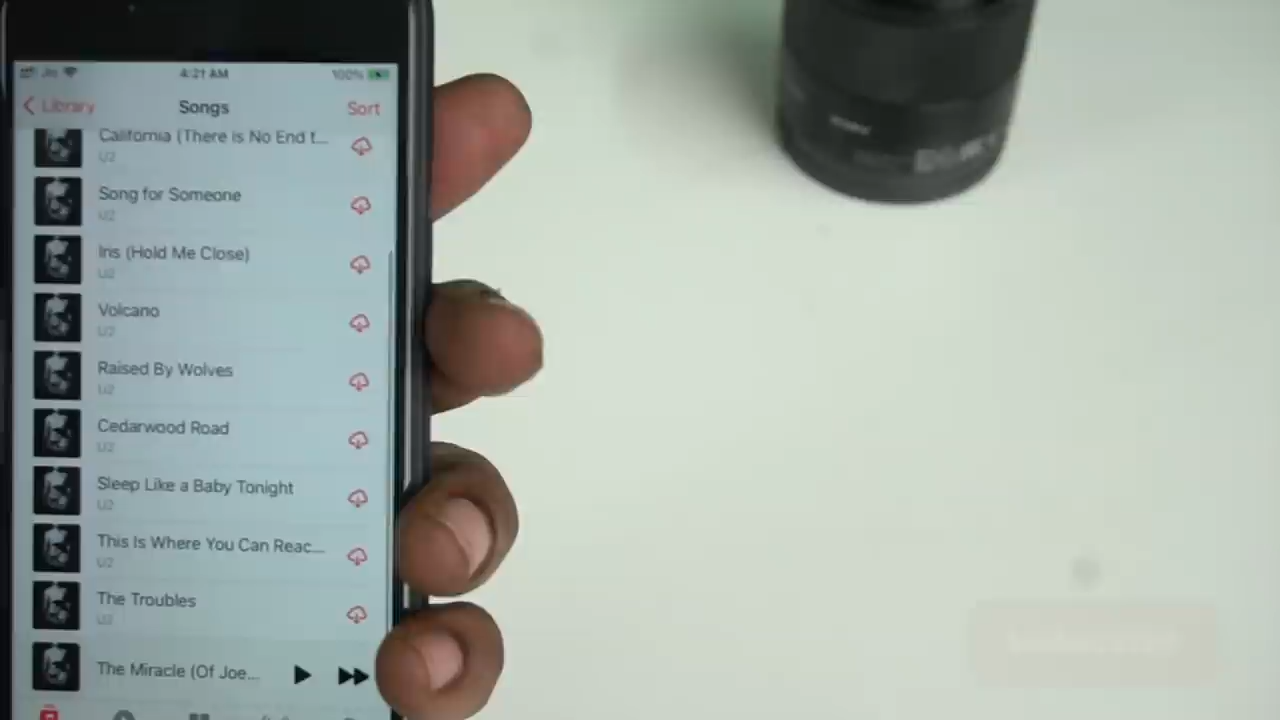 Jio
4:21 AM
100%
Library
Songs
Sort
California (There is No End t...
U2
Song for Someone
U2
Iris (Hold Me Close)
U2
Volcano
U2
Raised By Wolves
U2
Cedarwood Road
U2
Sleep Like a Baby Tonight
U2
This Is Where You Can Reac...
U2
The Troubles
U2
The Miracle (Of Joe...